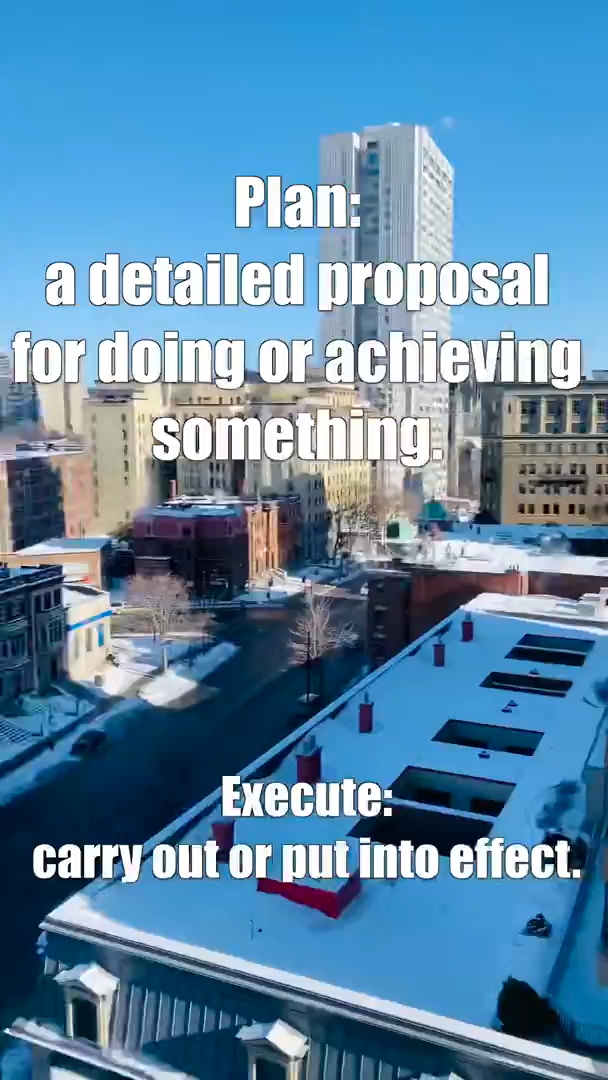 Plan:
a detailed proposal
for doing or achieving
something.
Execute:
carry out or put into effect.